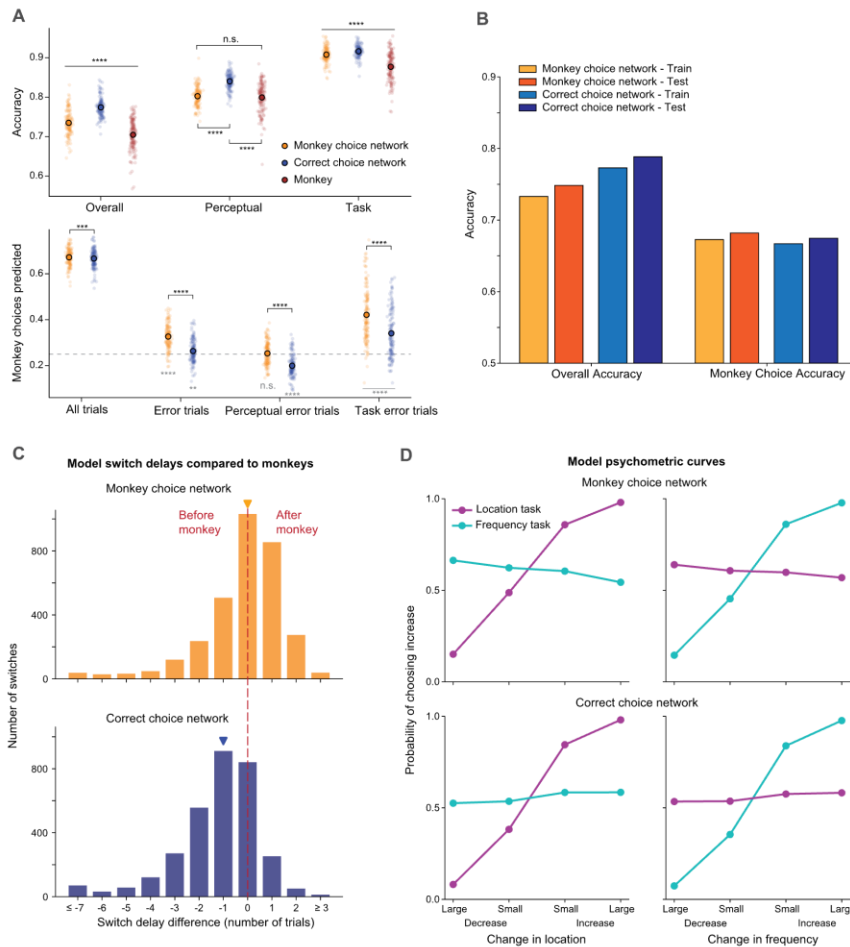 A
****
n.s.
****
0.9
0.8
0.7
0.6
Accuracy
****
****
Monkey choice network
Correct choice network
Monkey
Overall
Perceptual
Task
Monkey choices predicted
0.6
0.4
0.2
***
****
****
****
****
**
n.s.
****
****
All trials
Error trials
Perceptual error trials
Task error trials
B
Monkey choice network - Train
Monkey choice network - Test
Correct choice network - Train
Correct choice network - Test
Accuracy
0.9
0.8
0.7
0.6
0.5
Overall Accuracy
Monkey Choice Accuracy
C
Model switch delays compared to monkeys
Monkey choice network
Before
monkey
After
monkey
800
400
0
Number of switches
Correct choice network
800
400
0
≤ -7
-6
-5
-4
-3
-2
-1
0
1
2
≥ 3
Switch delay difference (number of trials)
D
Model psychometric curves
Monkey choice network
Location task
Frequency task
1.0
0.5
0.0
Probability of choosing increase
Correct choice network
1.0
0.5
0.0
Large
Small
Small
Large
Decrease
Increase
Change in location
Large
Small
Small
Large
Decrease
Increase
Change in frequency